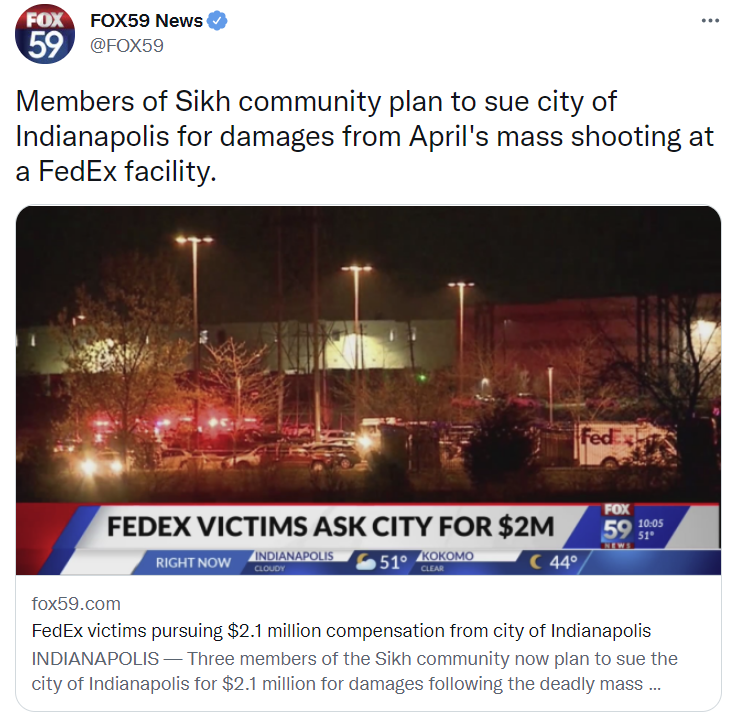 FOX
59
FOX59 News
@FOX59
Members of Sikh community plan to sue city of
Indianapolis for damages from April's mass shooting at
a FedEx facility.
fedEx
FEDEX VICTIMS ASK CITY FOR $2M
FOX
59
NEWS
10:05
51°
RIGHT NOW
INDIANAPOLIS
CLOUDY
51°
KOKOMO
CLEAR
44°
fox59.com
FedEx victims pursuing $2.1 million compensation from city of Indianapolis
INDIANAPOLIS — Three members of the Sikh community now plan to sue the
city of Indianapolis for $2.1 million for damages following the deadly mass ...